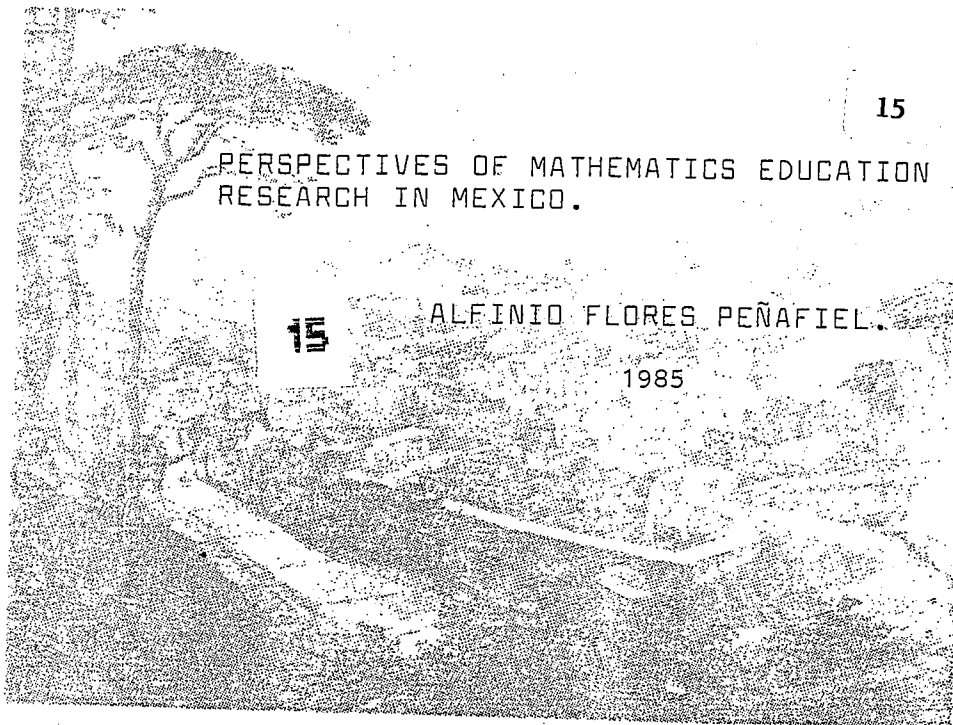 15
PERSPECTIVES OF MATHEMATICS EDUCATION
RESEARCH IN MEXICO.
15
ALFINIO FLORES PEÑAFIEL.
1985